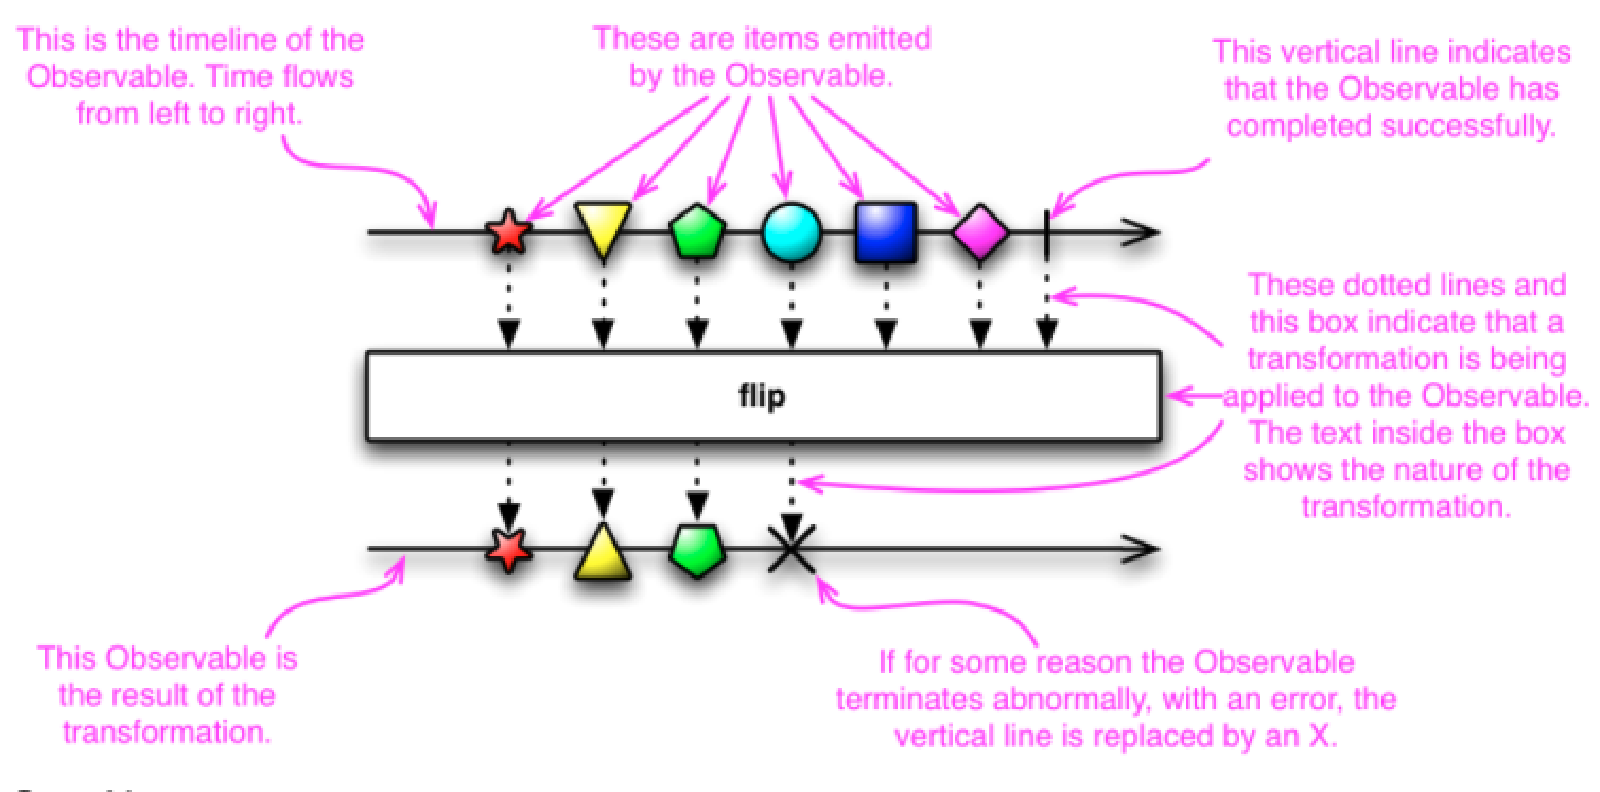 This is the timeline of the
Observable. Time flows
from left to right.
These are items emitted
by the Observable.
This vertical line indicates
that the Observable has
completed successfully.
These dotted lines and
this box indicate that a
transformation is being
applied to the Observable.
The text inside the box
shows the nature of the
transformation.
flip
This Observable is
the result of the
transformation.
If for some reason the Observable
terminates abnormally, with an error, the
vertical line is replaced by an X.